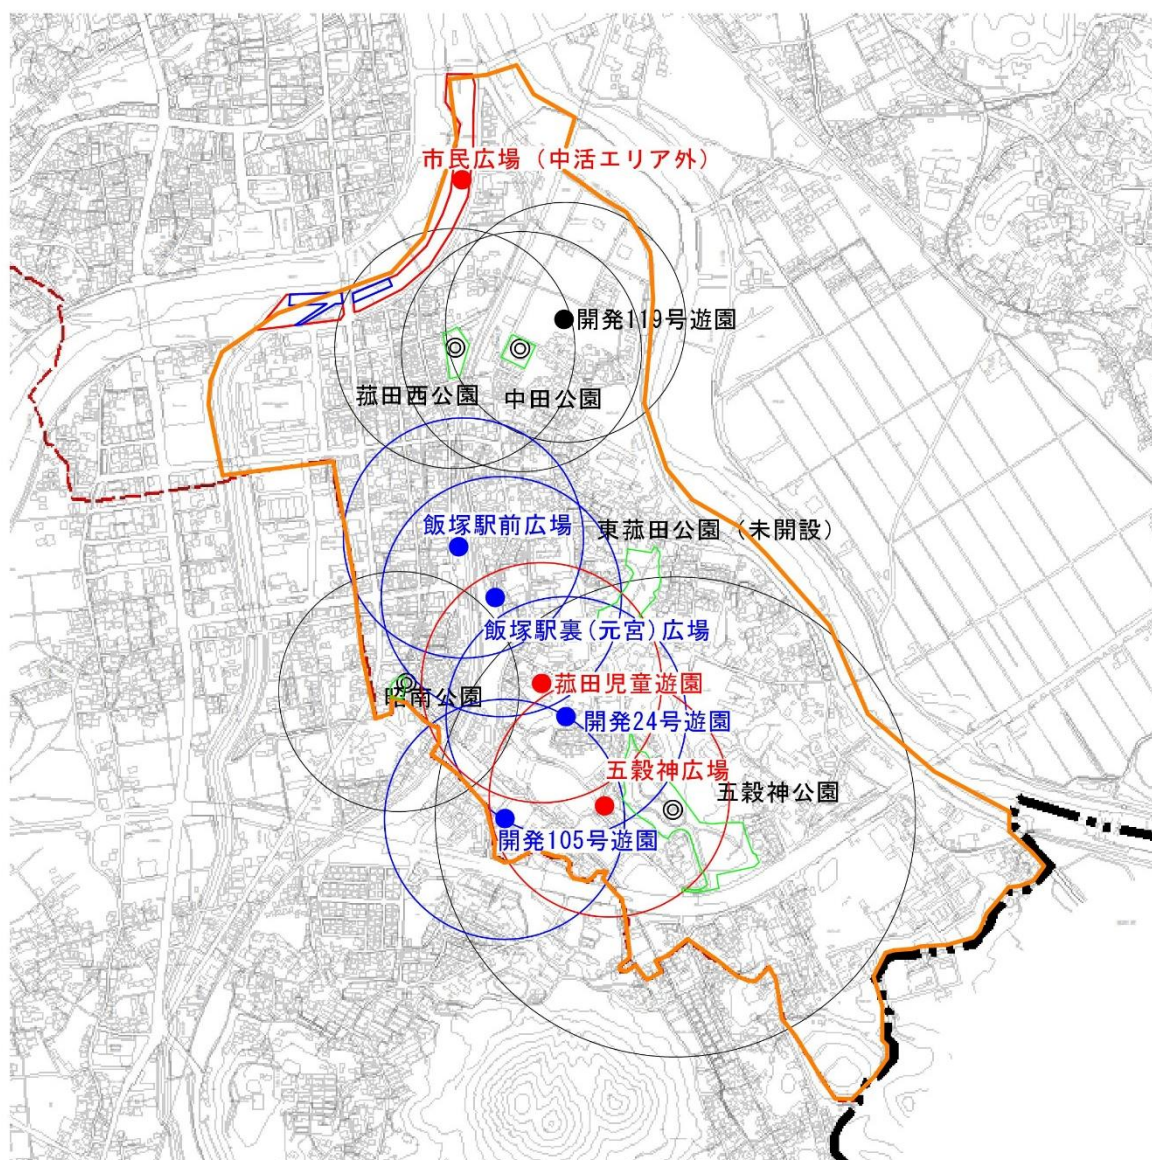 市民広場（中活エリア外）
開発119号遊園
菰田西公園
中田公園
飯塚駅前広場
東菰田公園（未開設）
飯塚駅裏(元宮)広場
菰田児童遊園
昭南公園
開発24号遊園
五穀神広場
五穀神公園
開発105号遊園